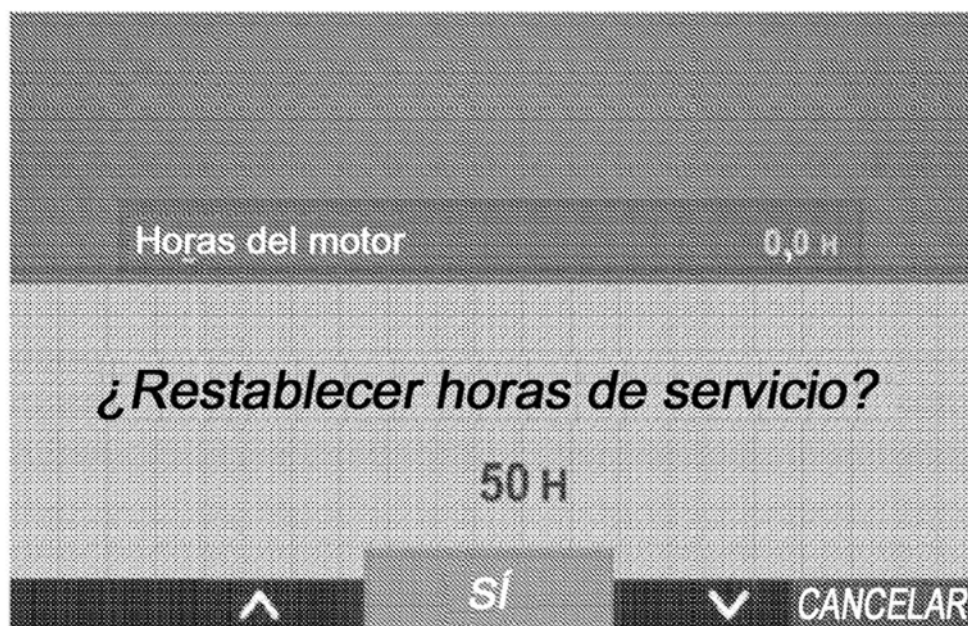 Horas del motor 0,0 H
¿Restablecer horas de servicio?
50 H
SÍ CANCELAR